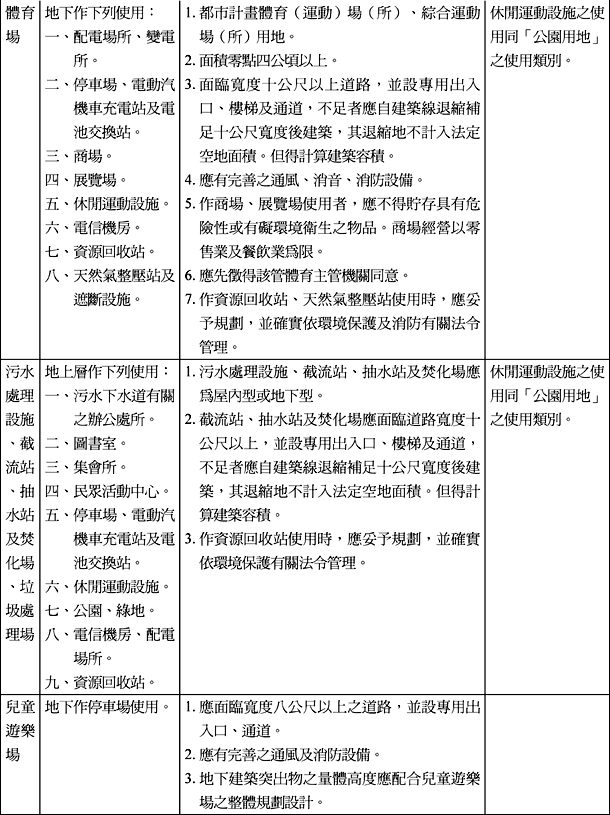 體育
場
地下作下列使用：
一、配電場所、變電
所。
二、停車場、電動汽
機車充電站及電
池交換站。
三、商場。
四、展覽場。
五、休閒運動設施。
六、電信機房。
七、資源回收站。
八、天然氣整壓站及
遮斷設施。
1. 都市計畫體育（運動）場（所）、綜合運動
場（所）用地。
2. 面積零點四公頃以上。
3. 面臨寬度十公尺以上道路，並設專用出入
口、樓梯及通道，不足者應自建築線退縮補
足十公尺寬度後建築，其退縮地不計入法定
空地面積。但得計算建築容積。
4. 應有完善之通風、消音、消防設備。
5. 作商場、展覽場使用者，應不得貯存具有危
險性或有礙環境衛生之物品。商場經營以零
售業及餐飲業為限。
6. 應先徵得該管體育主管機關同意。
7. 作資源回收站、天然氣整壓站使用時，應妥
予規劃，並確實依環境保護及消防有關法令
管理。
休閒運動設施之使
用同「公園用地」
之使用類別。
污水
處理
設施
、截
流站
、抽
水站
及焚
化場
、垃
圾處
理場
地上層作下列使用：
一、污水下水道有關
之辦公處所。
二、圖書室。
三、集會所。
四、民眾活動中心。
五、停車場、電動汽
機車充電站及電
池交換站。
六、休閒運動設施。
七、公園、綠地。
八、電信機房、配電
場所。
九、資源回收站。
1. 污水處理設施、截流站、抽水站及焚化場應
為屋內型或地下型。
2. 截流站、抽水站及焚化場應面臨道路寬度十
公尺以上，並設專用出入口、樓梯及通道，
不足者應自建築線退縮補足十公尺寬度後建
築，其退縮地不計入法定空地面積。但得計
算建築容積。
3. 作資源回收站使用時，應妥予規劃，並確實
依環境保護有關法令管理。
休閒運動設施之使
用同「公園用地」
之使用類別。
兒童
遊樂
場
地下作停車場使用。
1. 應面臨寬度八公尺以上之道路，並設專用出
入口、通道。
2. 應有完善之通風及消防設備。
3. 地下建築突出物之量體高度應配合兒童遊樂
場之整體規劃設計。